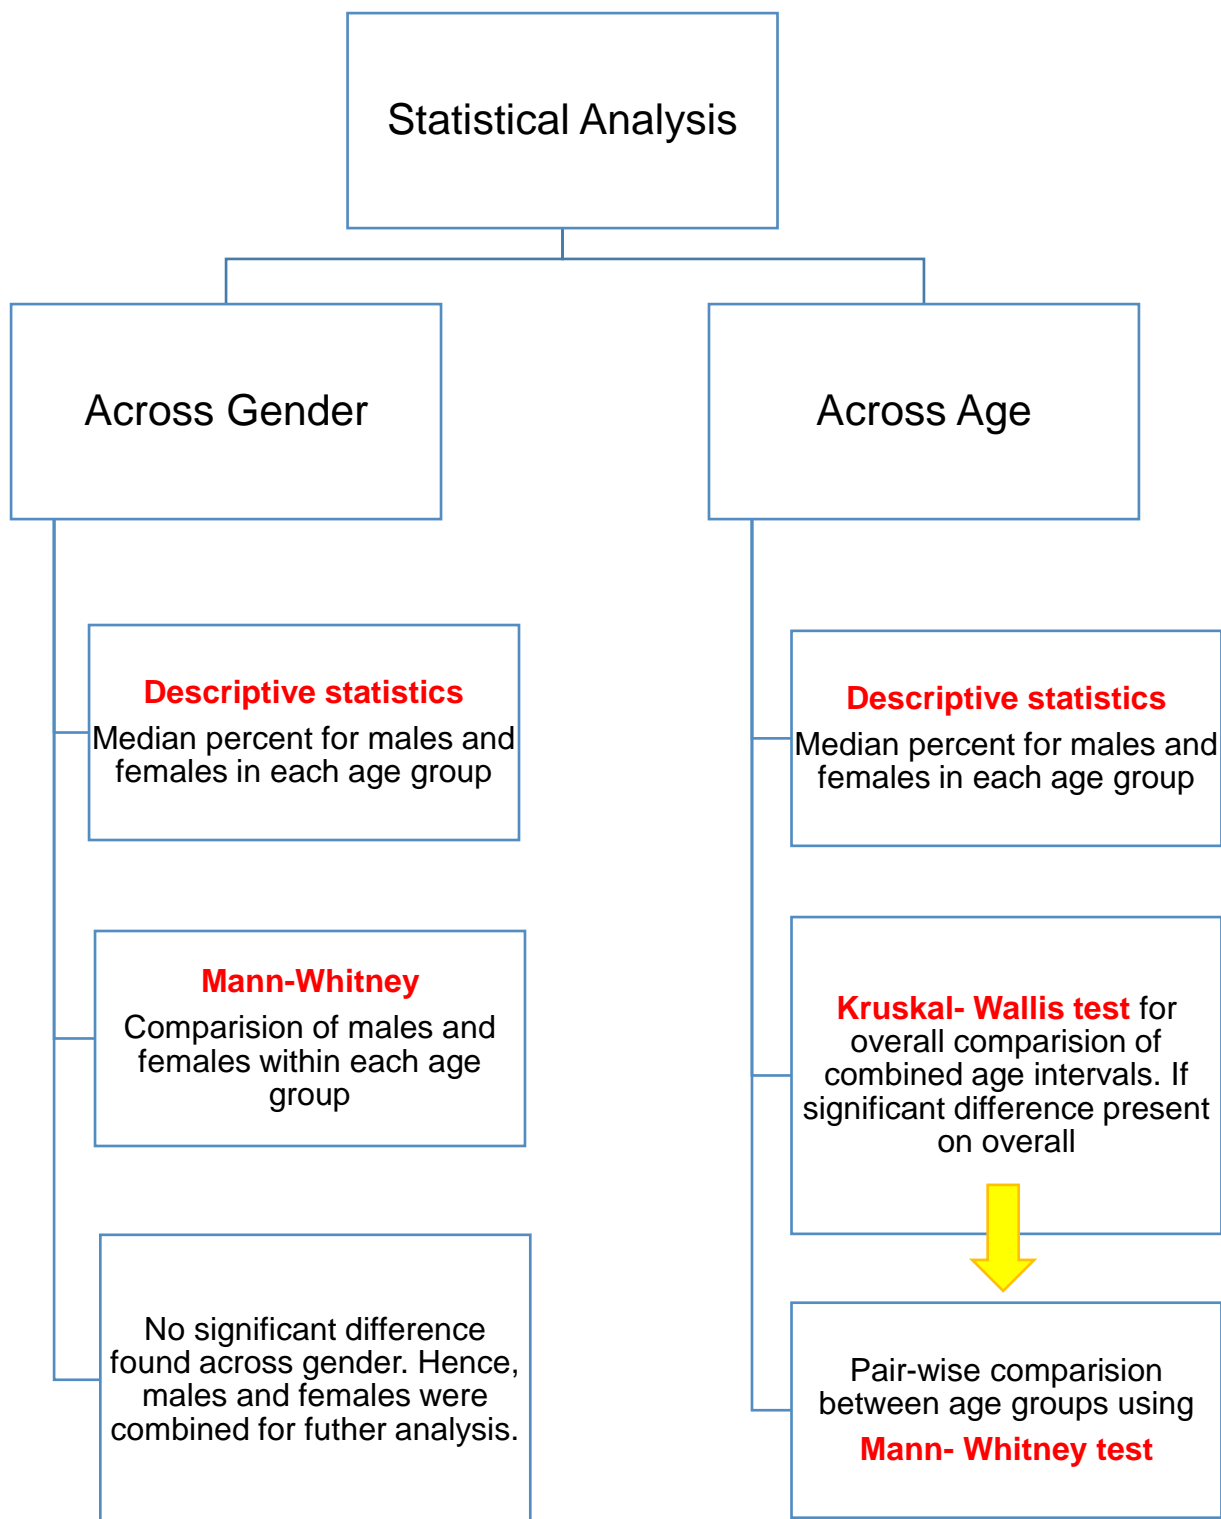 Statistical Analysis
Across Gender
Across Age
Descriptive statistics
Median percent for males and
females in each age group
Mann-Whitney
Comparision of males and
females within each age
group
No significant difference
found across gender. Hence,
males and females were
combined for futher analysis.
Descriptive statistics
Median percent for males and
females in each age group
Kruskal- Wallis test for
overall comparision of
combined age intervals. If
significant difference present
on overall
Pair-wise comparision
between age groups using
Mann- Whitney test